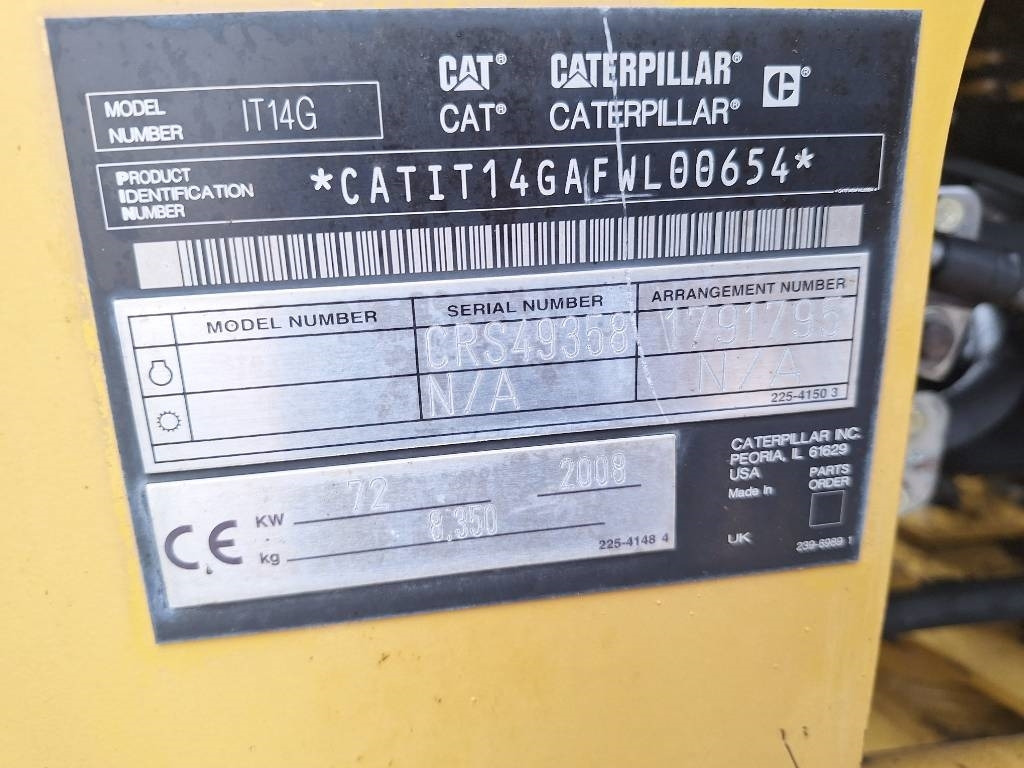 CAT® CATERPILLAR®
CAT® CATERPILLAR®
MODEL NUMBER IT14G
PRODUCT IDENTIFICATION NUMBER *CATIT14GAFWL00654*
MODEL NUMBER SERIAL NUMBER ARRANGEMENT NUMBER
CRS49358 1791795
N/A N/A
225-4150 3
CE
KW 72 2008
kg 8,350
225-4148 4
CATERPILLAR INC.
PEORIA, IL 61629
USA
Made in
UK
PARTS
ORDER
239-6989 1